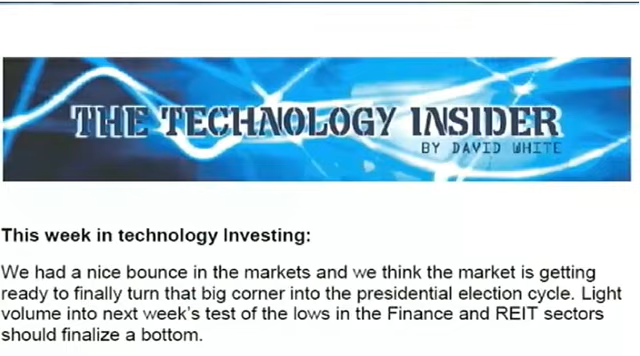 THE TECHNOLOGY INSIDER
BY DAVID WHITE
This week in technology Investing:
We had a nice bounce in the markets and we think the market is getting
ready to finally turn that big corner into the presidential election cycle. Light
volume into next week's test of the lows in the Finance and REIT sectors
should finalize a bottom.